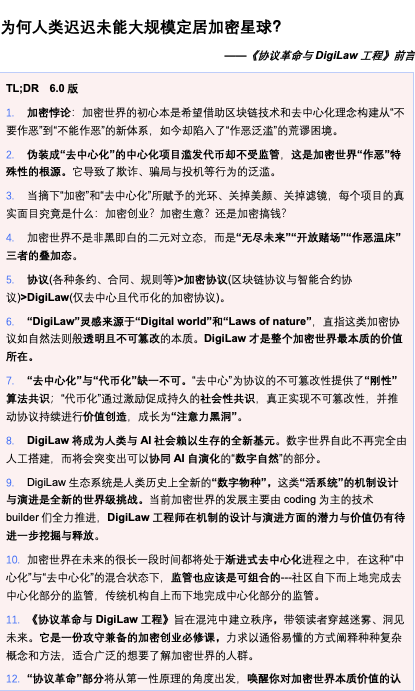 为何人类迟迟未能大规模定居加密星球？
——《协议革命与 DigiLaw 工程》前言
TL;DR 6.0 版
1. 加密悖论：加密世界的初心本是希望借助区块链技术和去中心化理念构建从“不
要作恶”到“不能作恶”的新体系，如今却陷入了“作恶泛滥”的荒谬困境。
2. 伪装成“去中心化”的中心化项目滥发代币却不受监管，这是加密世界“作恶”特
殊性的根源。它导致了欺诈、骗局与投机等行为的泛滥。
3. 当摘下“加密”和“去中心化”所赋予的光环、关掉美颜、关掉滤镜，每个项目的真
实面目究竟是什么：加密创业？加密生意？还是加密搞钱？
4. 加密世界不是非黑即白的二元对立态，而是“无尽未来”“开放赌场”“作恶温床”
三者的叠加态。
5. 协议(各种条约、合同、规则等)>加密协议(区块链协议与智能合约协
议)>DigiLaw(仅去中心且代币化的加密协议)。
6. “DigiLaw”灵感来源于“Digital world”和“Laws of nature”，直指这类加密协
议如自然法则般透明且不可篡改的本质。DigiLaw 才是整个加密世界最本质的价值
所在。
7. “去中心化”与“代币化”缺一不可。“去中心”为协议的不可篡改性提供了“刚性”
算法共识；“代币化”通过激励促成持久的社会性共识，真正实现不可篡改性，并推
动协议持续进行价值创造，成长为“注意力黑洞”。
8. DigiLaw 将成为人类与 AI 社会赖以生存的全新基元。数字世界自此不再完全由
人工搭建，而将会突变出可以协同 AI 自演化的“数字自然”的部分。
9. DigiLaw 生态系统是人类历史上全新的“数字物种”，这类“活系统”的机制设计
与演进是全新的世界级挑战。当前加密世界的发展主要由 coding 为主的技术
builder 们全力推进，DigiLaw 工程师在机制的设计与演进方面的潜力与价值仍有待
进一步挖掘与释放。
10. 加密世界在未来的很长一段时间都将处于渐进式去中心化进程之中，在这种“中
心化”与“去中心化”的混合状态下，监管也应该是可组合的---社区自下而上地完成去
中心化部分的监管，传统机构自上而下地完成中心化部分的监管。
11. 《协议革命与 DigiLaw 工程》旨在混沌中建立秩序，带领读者穿越迷雾、洞见
未来。它是一份攻守兼备的加密创业必修课，力求以通俗易懂的方式阐释种种复杂
概念和方法，适合广泛的想要了解加密世界的人群。
12. “协议革命”部分将从第一性原理的角度出发，唤醒你对加密世界本质价值的认